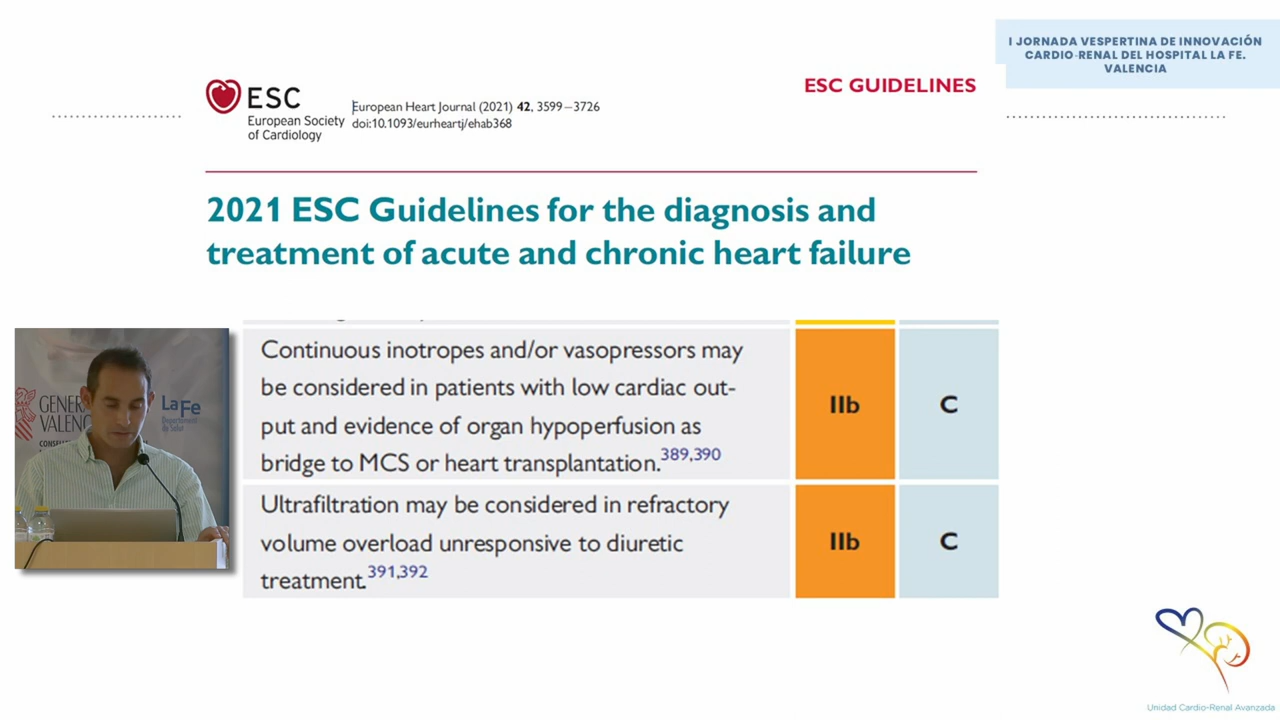 I JORNADA VESPERTINA DE INNOVACIÓN
CARDIO-RENAL DEL HOSPITAL LA FE.
VALENCIA
ESC GUIDELINES
ESC
European Society
of Cardiology
European Heart Journal (2021) 42, 3599–3726
doi:10.1093/eurheartj/ehab368
2021 ESC Guidelines for the diagnosis and
treatment of acute and chronic heart failure
Continuous inotropes and/or vasopressors may
be considered in patients with low cardiac out-
put and evidence of organ hypoperfusion as
bridge to MCS or heart transplantation.389,390
IIb
C
Ultrafiltration may be considered in refractory
volume overload unresponsive to diuretic
treatment.391,392
IIb
C
LaFe
Unidad Cardio-Renal Avanzada